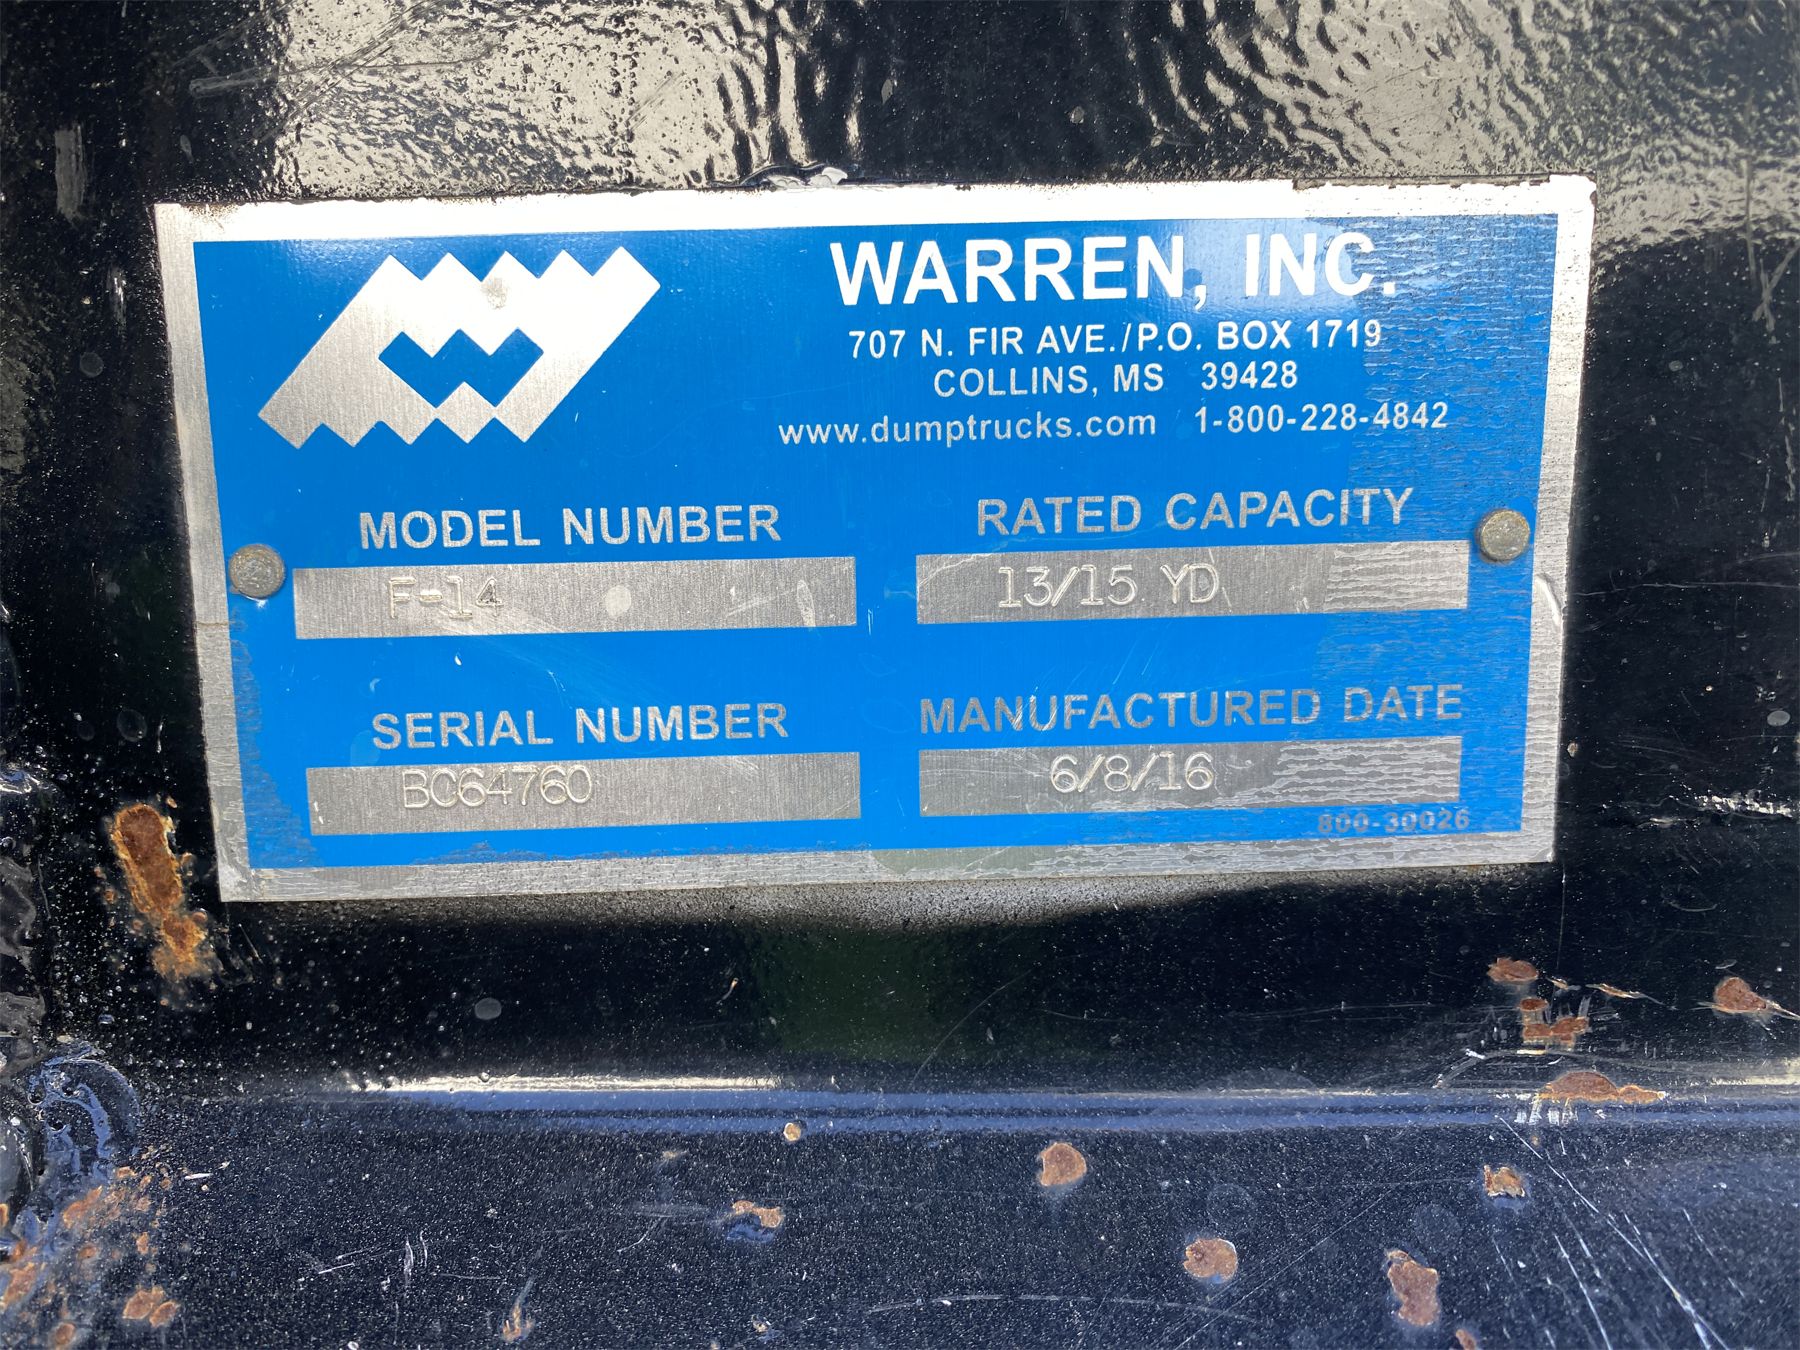 WARREN, INC.
707 N. FIR AVE./P.O. BOX 1719
COLLINS, MS 39428
www.dumptrucks.com 1-800-228-4842
MODEL NUMBER
F-14
RATED CAPACITY
13/15 YD
SERIAL NUMBER
BC64760
MANUFACTURED DATE
6/8/16
800-30026